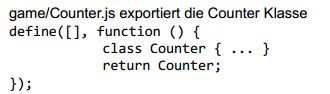 game/Counter.js exportiert die Counter Klasse
define([], function () {
            class Counter { ... }
            return Counter;
});